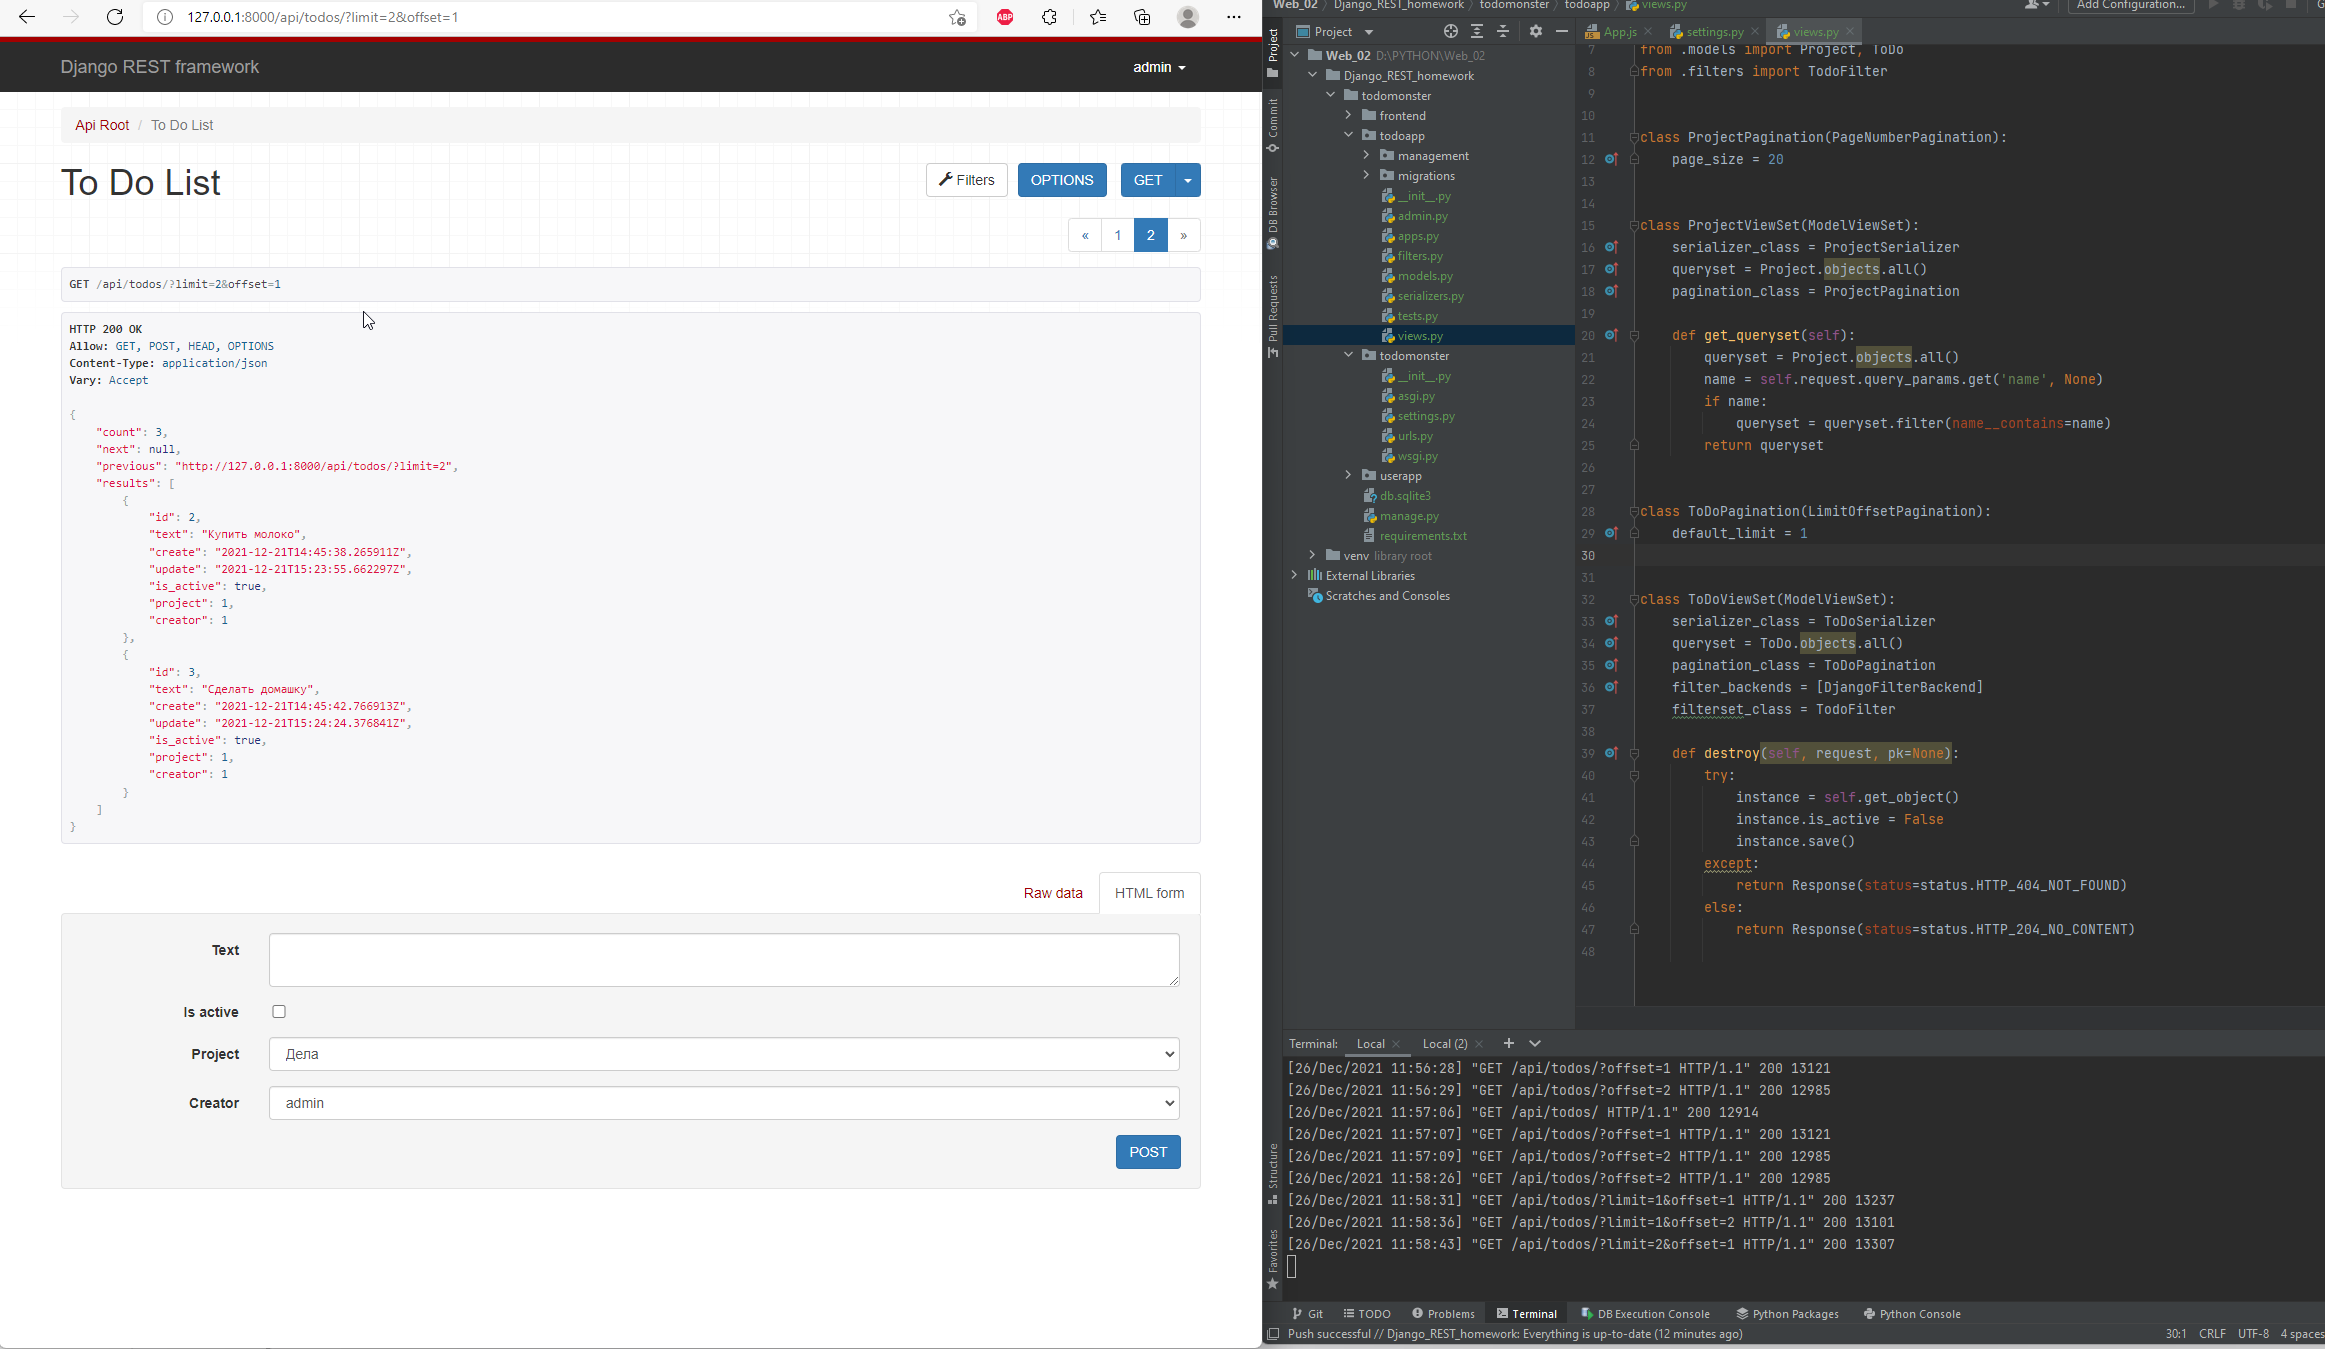 127.0.0.1:8000/api/todos/?limit=2&offset=1
ABP
Django REST framework
admin
Api Root / To Do List
To Do List
Filters
OPTIONS
GET
« 1 2 »
GET /api/todos/?limit=2&offset=1
HTTP 200 OK
Allow: GET, POST, HEAD, OPTIONS
Content-Type: application/json
Vary: Accept
{
"count": 3,
"next": null,
"previous": "http://127.0.0.1:8000/api/todos/?limit=2",
"results": [
{
"id": 2,
"text": "Купить молоко",
"create": "2021-12-21T14:45:38.265911Z",
"update": "2021-12-21T15:23:55.662297Z",
"is_active": true,
"project": 1,
"creator": 1
},
{
"id": 3,
"text": "Сделать домашку",
"create": "2021-12-21T14:45:42.766913Z",
"update": "2021-12-21T15:24:24.376841Z",
"is_active": true,
"project": 1,
"creator": 1
}
]
}
Raw data
HTML form
Text
Is active
Project
Дела
Creator
admin
POST
Web_02 Django_REST_homework todomonster todoapp views.py
Add Configuration...
Project
Commit
DB Browser
Pull Requests
Structure
Favorites
Project
Web_02 D:\PYTHON\Web_02
Django_REST_homework
todomonster
frontend
todoapp
management
migrations
__init__.py
admin.py
apps.py
filters.py
models.py
serializers.py
tests.py
views.py
todomonster
__init__.py
asgi.py
settings.py
urls.py
wsgi.py
userapp
db.sqlite3
manage.py
requirements.txt
venv library root
External Libraries
Scratches and Consoles
App.js
settings.py
views.py
7 from .models import Project, ToDo
8 from .filters import TodoFilter
9
10
11 class ProjectPagination(PageNumberPagination):
12 page_size = 20
13
14
15 class ProjectViewSet(ModelViewSet):
16 serializer_class = ProjectSerializer
17 queryset = Project.objects.all()
18 pagination_class = ProjectPagination
19
20 def get_queryset(self):
21 queryset = Project.objects.all()
22 name = self.request.query_params.get('name', None)
23 if name:
24 queryset = queryset.filter(name__contains=name)
25 return queryset
26
27
28 class ToDoPagination(LimitOffsetPagination):
29 default_limit = 1
30
31
32 class ToDoViewSet(ModelViewSet):
33 serializer_class = ToDoSerializer
34 queryset = ToDo.objects.all()
35 pagination_class = ToDoPagination
36 filter_backends = [DjangoFilterBackend]
37 filterset_class = TodoFilter
38
39 def destroy(self, request, pk=None):
40 try:
41 instance = self.get_object()
42 instance.is_active = False
43 instance.save()
44 except:
45 return Response(status=status.HTTP_404_NOT_FOUND)
46 else:
47 return Response(status=status.HTTP_204_NO_CONTENT)
48
Terminal: Local Local (2)
[26/Dec/2021 11:56:28] "GET /api/todos/?offset=1 HTTP/1.1" 200 13121
[26/Dec/2021 11:56:29] "GET /api/todos/?offset=2 HTTP/1.1" 200 12985
[26/Dec/2021 11:57:06] "GET /api/todos/ HTTP/1.1" 200 12914
[26/Dec/2021 11:57:07] "GET /api/todos/?offset=1 HTTP/1.1" 200 13121
[26/Dec/2021 11:57:09] "GET /api/todos/?offset=2 HTTP/1.1" 200 12985
[26/Dec/2021 11:58:26] "GET /api/todos/?offset=2 HTTP/1.1" 200 12985
[26/Dec/2021 11:58:31] "GET /api/todos/?limit=1&offset=1 HTTP/1.1" 200 13237
[26/Dec/2021 11:58:36] "GET /api/todos/?limit=1&offset=2 HTTP/1.1" 200 13101
[26/Dec/2021 11:58:43] "GET /api/todos/?limit=2&offset=1 HTTP/1.1" 200 13307
Git TODO Problems Terminal DB Execution Console Python Packages Python Console
Push successful // Django_REST_homework: Everything is up-to-date (12 minutes ago)
30:1 CRLF UTF-8 4 spaces